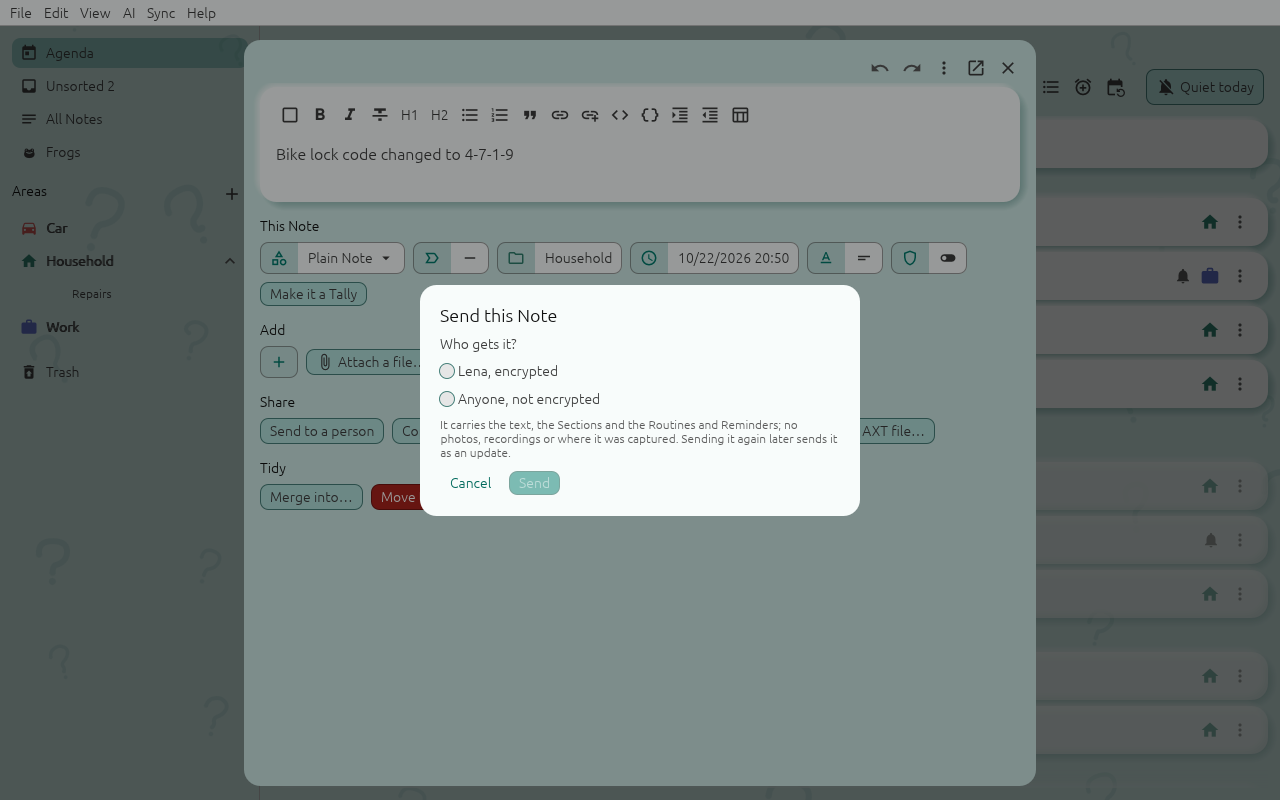 File Edit View AI Sync Help
Agenda
Unsorted 2
All Notes
Frogs
Areas
Car
Household
Repairs
Work
Trash
Quiet today
H1 H2
Bike lock code changed to 4-7-1-9
This Note
Plain Note
Household
10/22/2026 20:50
Make it a Tally
Add
Attach a file…
Share
Send to a person
AXT file…
Tidy
Merge into…
Move
Send this Note
Who gets it?
Lena, encrypted
Anyone, not encrypted
It carries the text, the Sections and the Routines and Reminders; no
photos, recordings or where it was captured. Sending it again later sends it
as an update.
Cancel Send